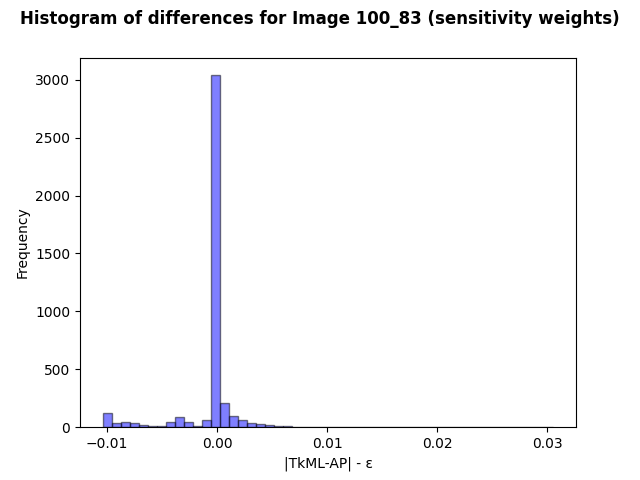 Histogram of differences for Image 100_83 (sensitivity weights)
3000
2500
2000
1500
1000
500
0
Frequency
−0.01 0.00 0.01 0.02 0.03
|TkML-AP| - ε